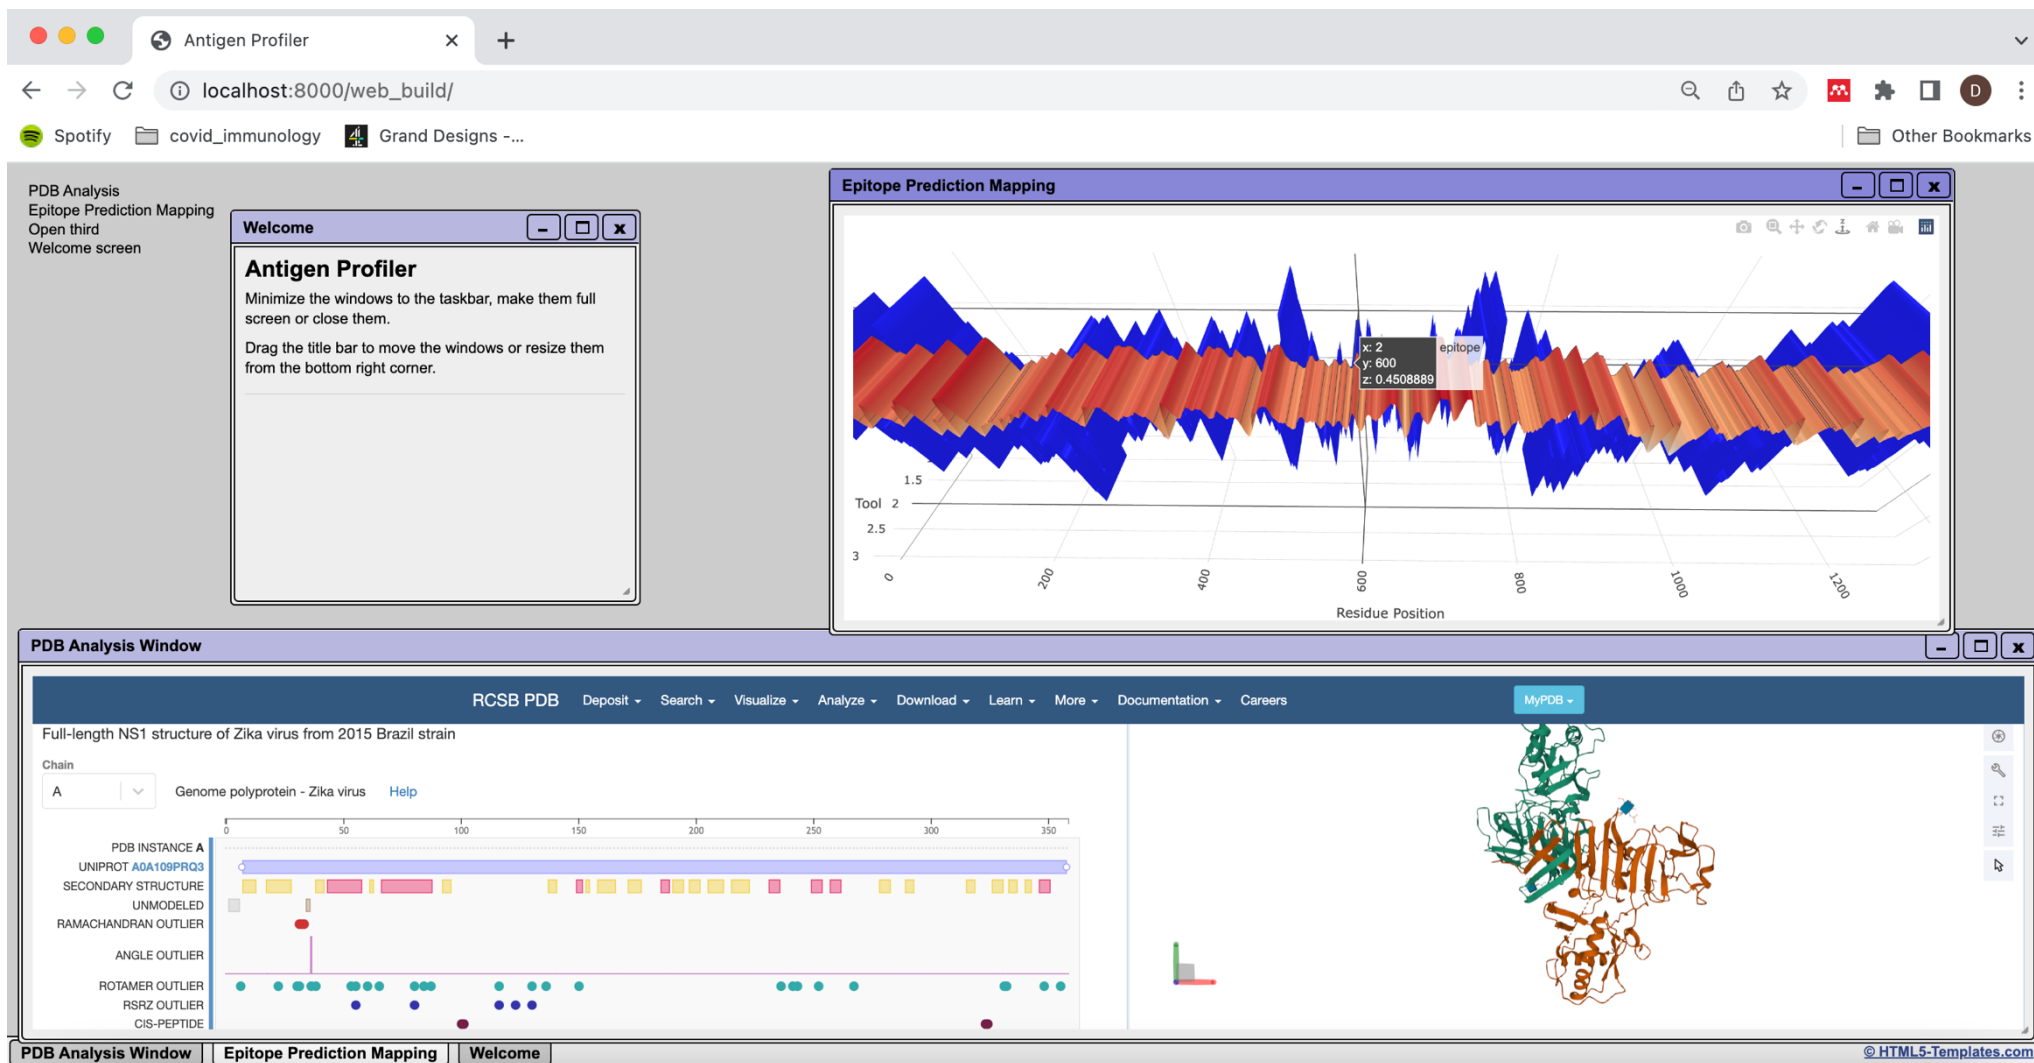 Antigen Profiler
localhost:8000/web_build/
D
Spotify covid_immunology Grand Designs -... Other Bookmarks
PDB Analysis
Epitope Prediction Mapping
Open third
Welcome screen
Welcome
Antigen Profiler
Minimize the windows to the taskbar, make them full
screen or close them.
Drag the title bar to move the windows or resize them
from the bottom right corner.
Epitope Prediction Mapping
x: 2
y: 600
z: 0.4508889
epitope
1.5
Tool 2
2.5
3
0 200 400 600 800 1000 1200
Residue Position
PDB Analysis Window
RCSB PDB Deposit Search Visualize Analyze Download Learn More Documentation Careers MyPDB
Full-length NS1 structure of Zika virus from 2015 Brazil strain
Chain
A Genome polyprotein - Zika virus Help
0 50 100 150 200 250 300 350
PDB INSTANCE A
UNIPROT A0A109PRQ3
SECONDARY STRUCTURE
UNMODELED
RAMACHANDRAN OUTLIER
ANGLE OUTLIER
ROTAMER OUTLIER
RSRZ OUTLIER
CIS-PEPTIDE
PDB Analysis Window Epitope Prediction Mapping Welcome © HTML5-Templates.com